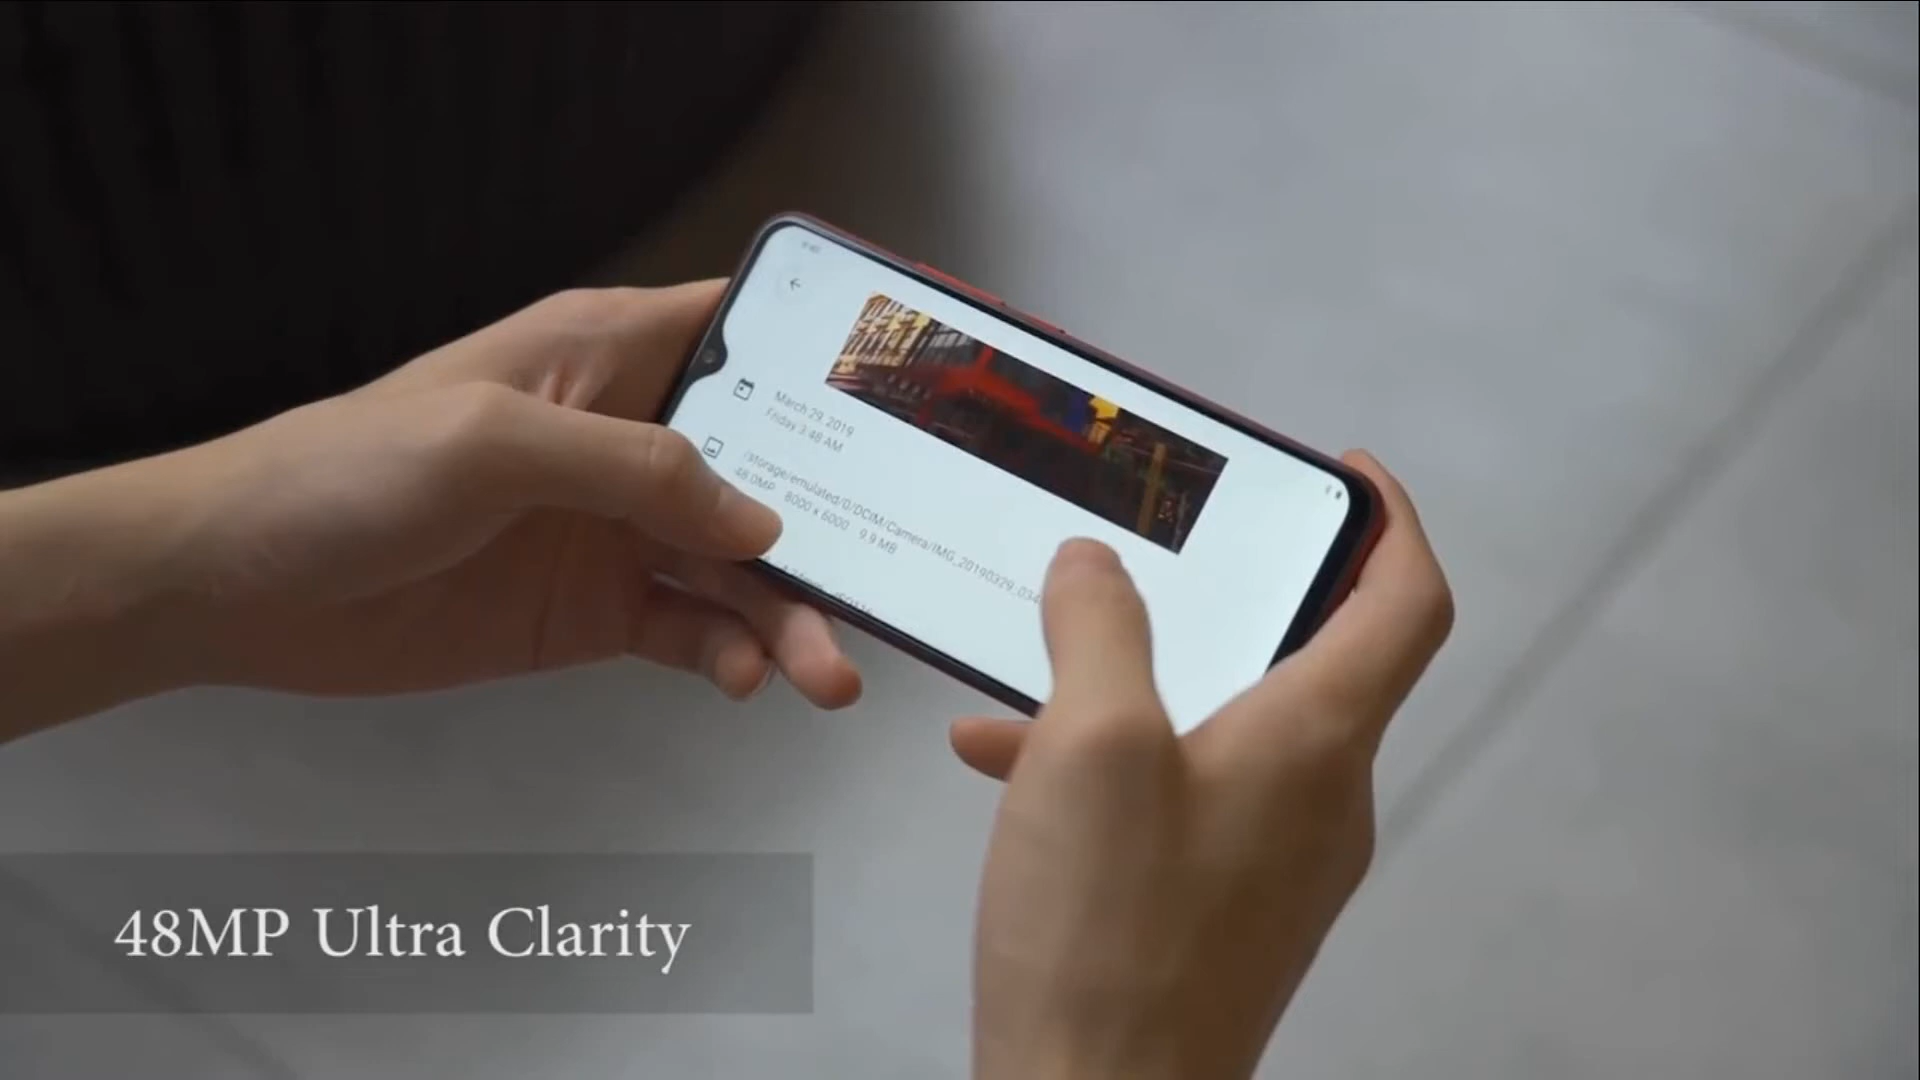 March 29, 2019
Friday 3:48 AM
/storage/emulated/0/DCIM/Camera/IMG_20190329_034
48.0MP 8000 x 6000 9.9 MB
48MP Ultra Clarity